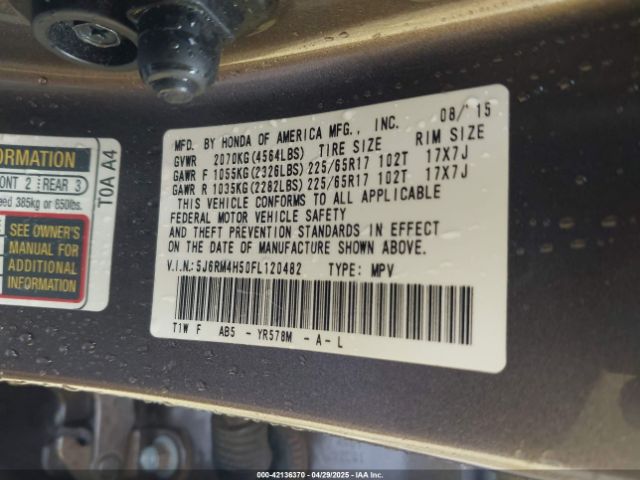 08/'15
MFD. BY HONDA OF AMERICA MFG., INC.
GVWR 2070KG(4564LBS) TIRE SIZE RIM SIZE
GAWR F 1055KG(2326LBS) 225/65R17 102T 17X7J
GAWR R 1035KG(2282LBS) 225/65R17 102T 17X7J
THIS VEHICLE CONFORMS TO ALL APPLICABLE
FEDERAL MOTOR VEHICLE SAFETY
AND THEFT PREVENTION STANDARDS IN EFFECT
ON THE DATE OF MANUFACTURE SHOWN ABOVE.
V.I.N.: 5J6RM4H50FL120482 TYPE: MPV
T1W F AB5 - YR578M - A - L
ORMATION
ONT 2 REAR 3
eed 385kg or 850lbs.
SEE OWNER'S
MANUAL FOR
ADDITIONAL
INFORMATION
T0A A4
000-42136370 | 04/29/2025 | IAA Inc.